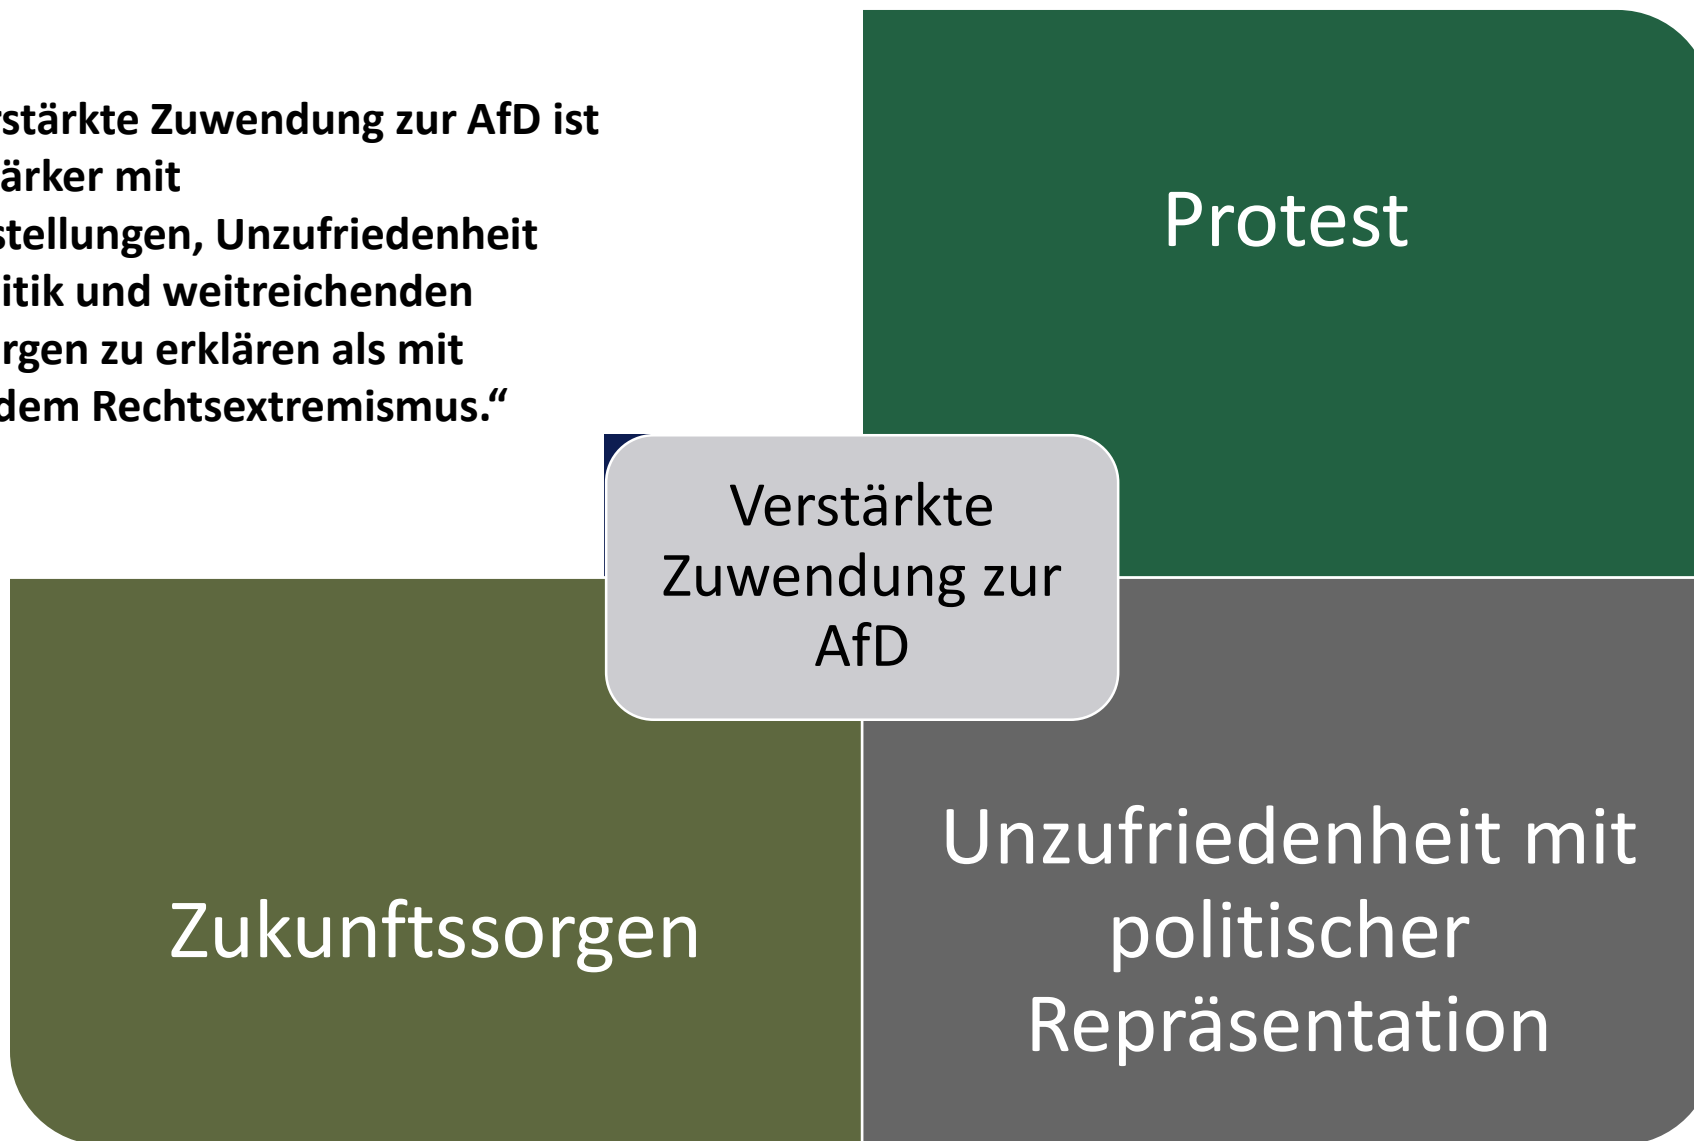 rstärkte Zuwendung zur AfD ist
ärker mit
stellungen, Unzufriedenheit
itik und weitreichenden
rgen zu erklären als mit
dem Rechtsextremismus.“
Protest
Verstärkte
Zuwendung zur
AfD
Zukunftssorgen
Unzufriedenheit mit
politischer
Repräsentation